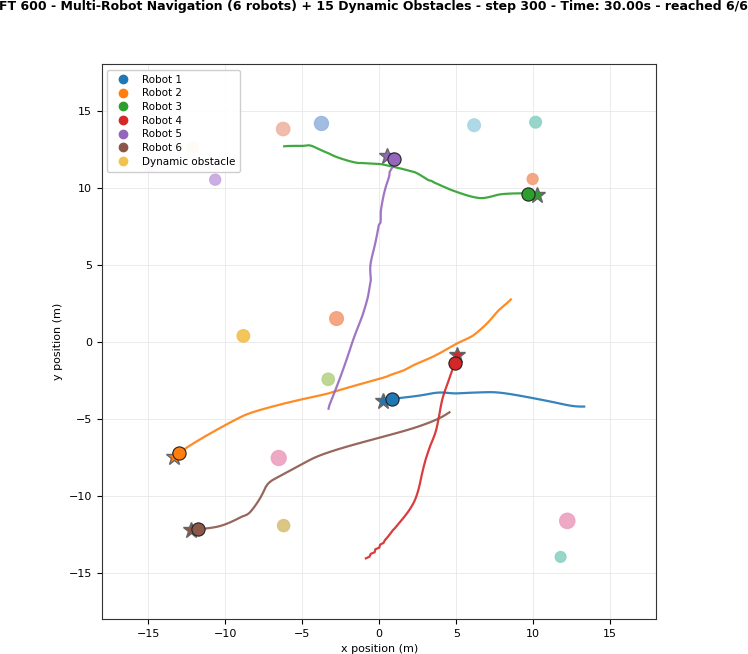 FT 600 - Multi-Robot Navigation (6 robots) + 15 Dynamic Obstacles - step 300 - Time: 30.00s - reached 6/6
Robot 1
Robot 2
Robot 3
Robot 4
Robot 5
Robot 6
Dynamic obstacle
y position (m)
15
10
5
0
−5
−10
−15
−15
−10
−5
0
5
10
15
x position (m)